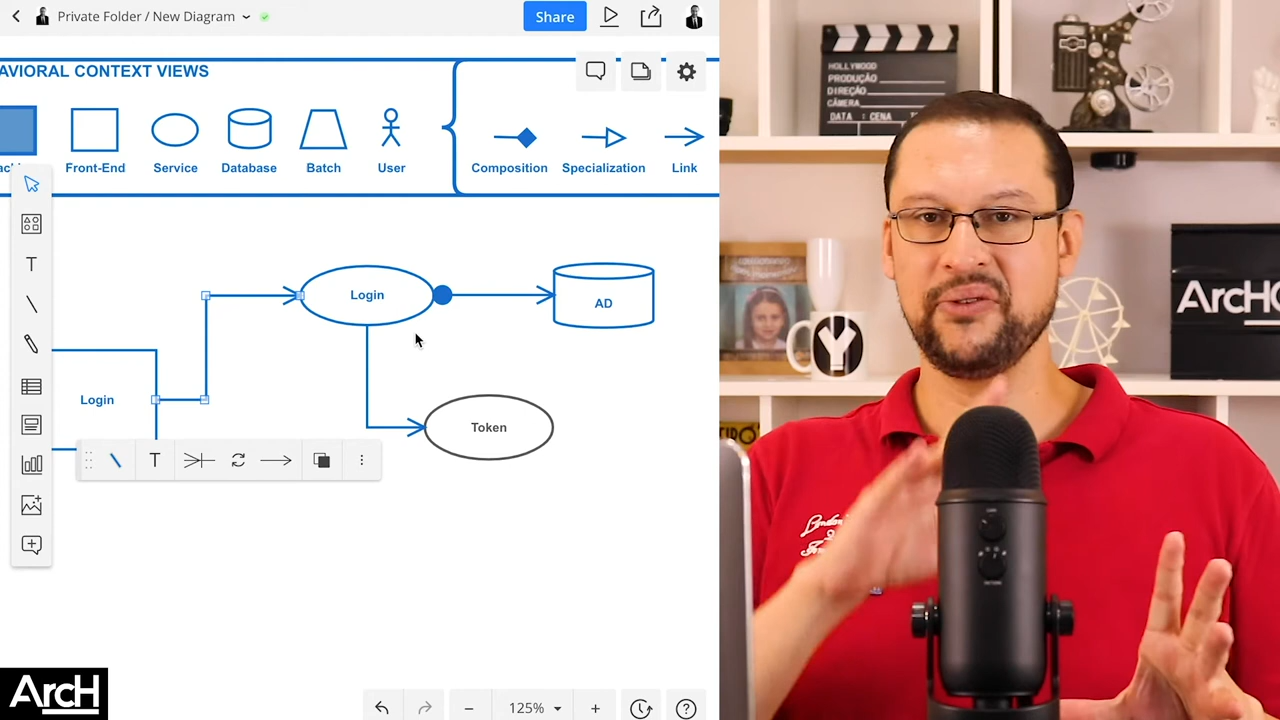 Private Folder / New Diagram
Share
AVIORAL CONTEXT VIEWS
Front-End
Service
Database
Batch
User
Composition
Specialization
Link
T
Login
AD
Login
Token
T
125%
ArcH
HOLLYWOOD
PRODUÇÃO
DIREÇÃO
CÂMERA
DATA : CENA
ArcH
Y
London